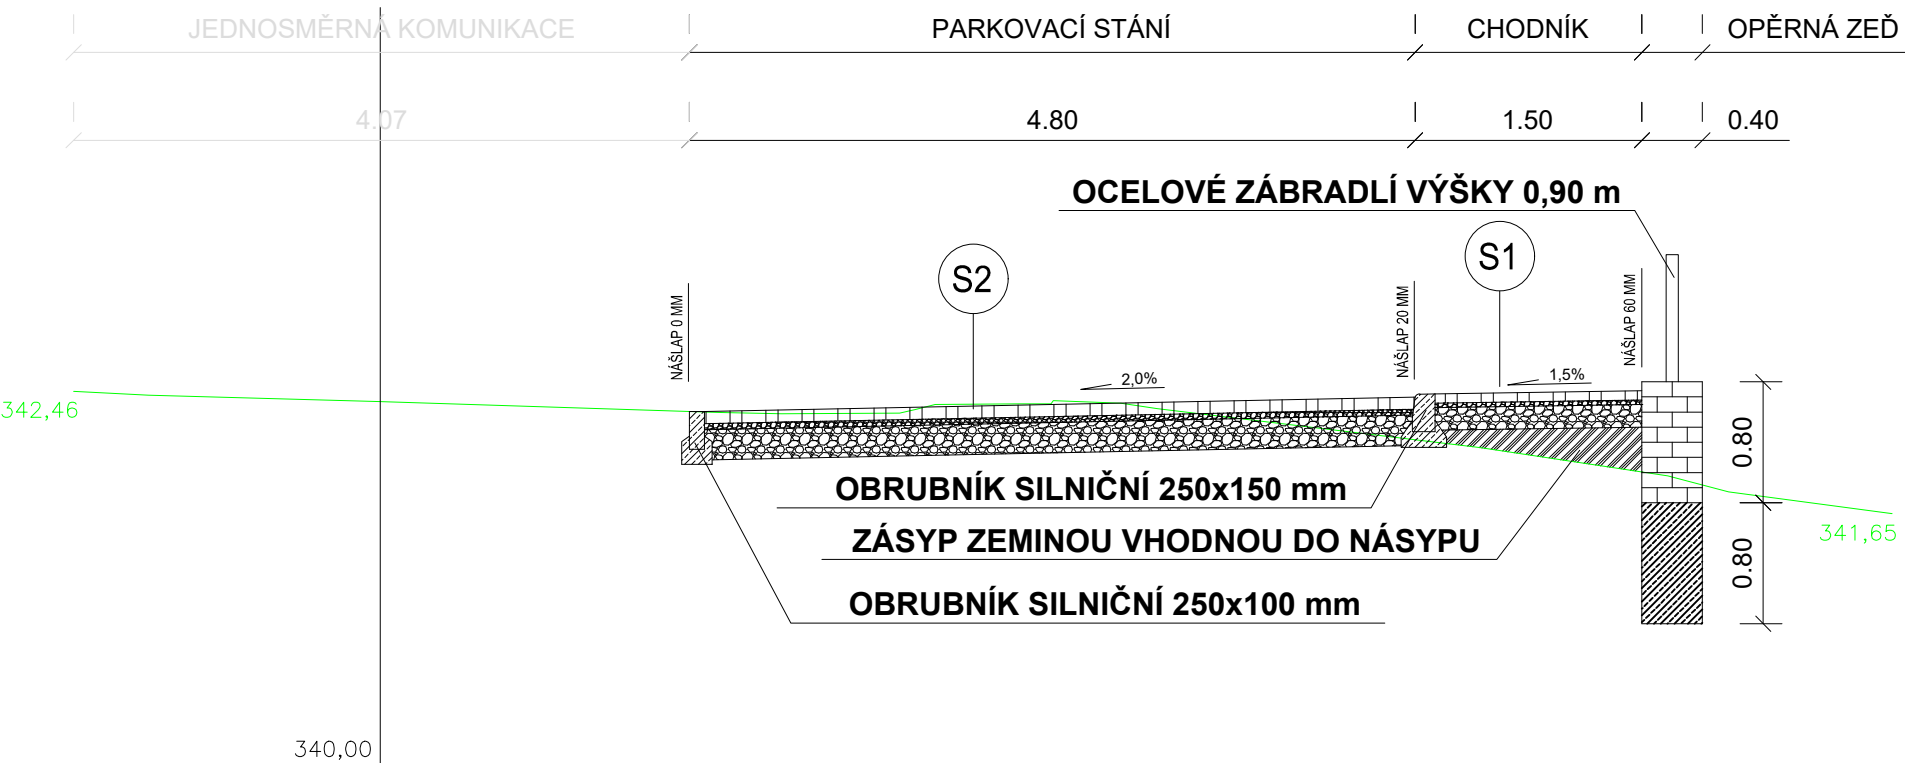 JEDNOSMĚRNÁ KOMUNIKACE
PARKOVACÍ STÁNÍ
CHODNÍK
OPĚRNÁ ZEĎ
4.07
4.80
1.50
0.40
OCELOVÉ ZÁBRADLÍ VÝŠKY 0,90 m
S2
S1
NÁŠLAP 0 MM
NÁŠLAP 20 MM
NÁŠLAP 60 MM
2,0%
1,5%
342,46
0.80
OBRUBNÍK SILNIČNÍ 250x150 mm
341,65
ZÁSYP ZEMINOU VHODNOU DO NÁSYPU
0.80
OBRUBNÍK SILNIČNÍ 250x100 mm
340,00